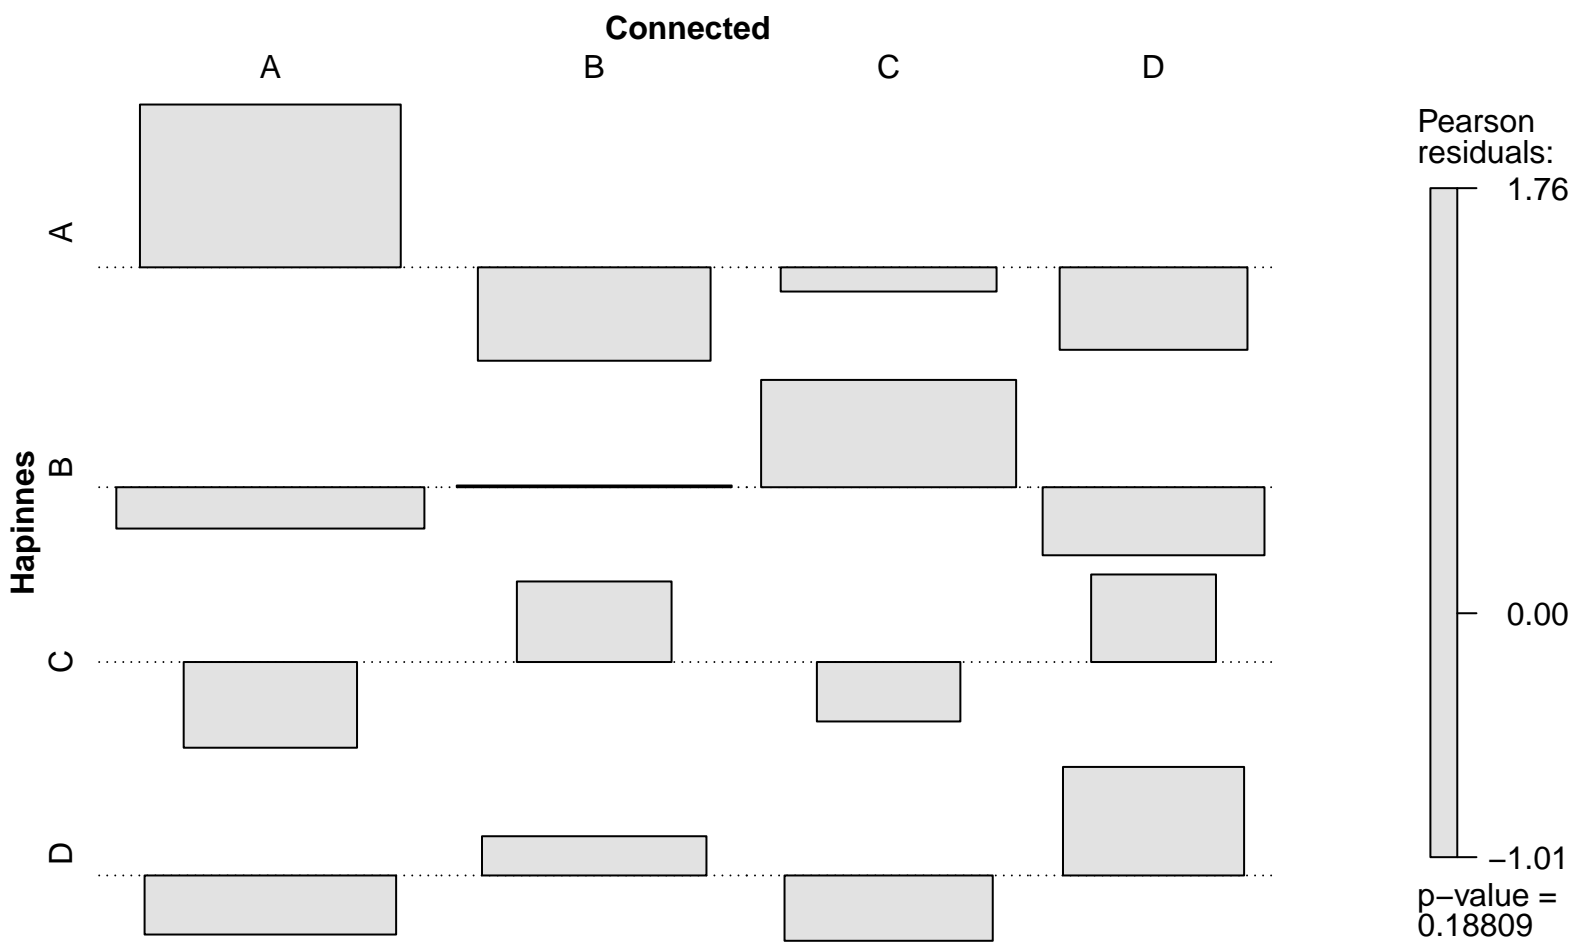 Connected
A B C D
Hapinnes
A
B
C
D
Pearson
residuals:
1.76
0.00
−1.01
p−value =
0.18809